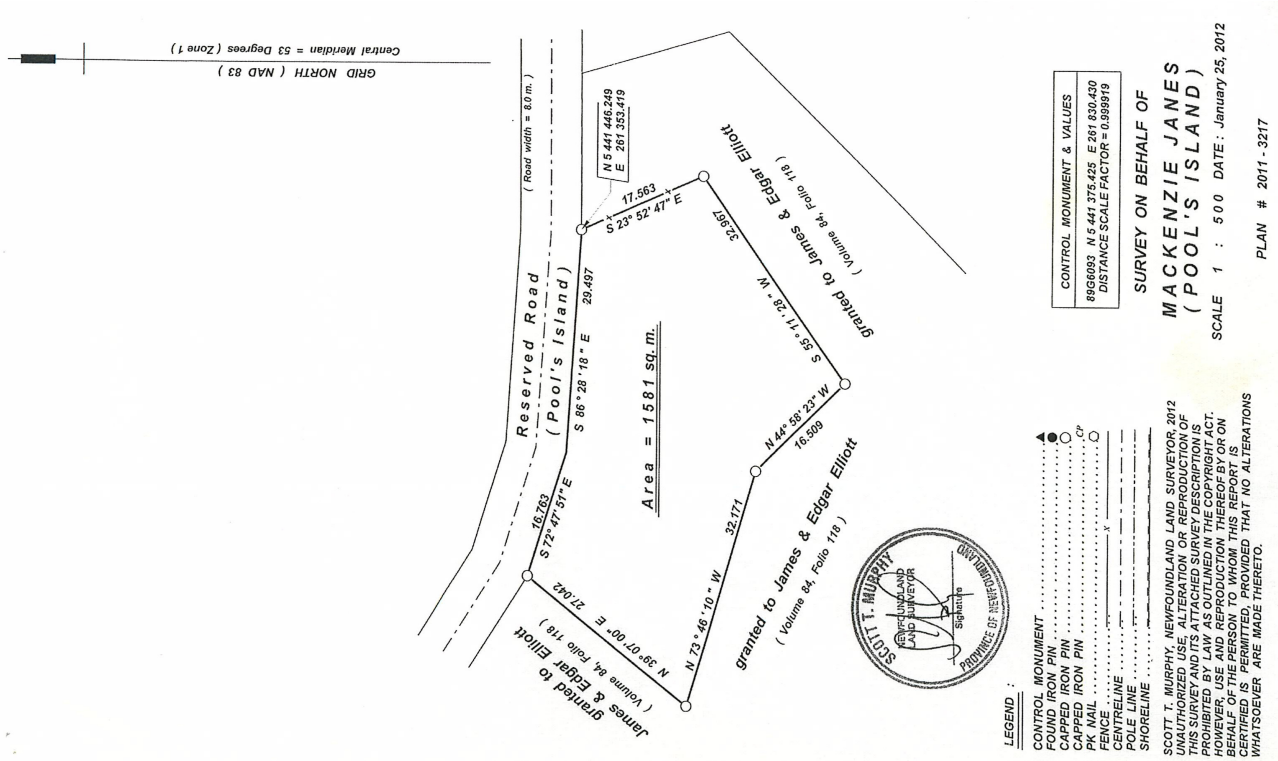 GRID NORTH ( NAD 83 )
Central Meridian = 53 Degrees ( Zone 1 )
( Road width = 8.0 m. )
Reserved Road
( Pool's Island )
N 5 441 446.249
E 261 353.419
S 72° 47' 51" E
16.763
S 86° 28' 18" E
29.497
17.563
S 23° 52' 47" E
32.967
S 55° 11' 28" W
N 44° 58' 23" W
16.509
N 73° 46' 10" W
32.171
N 39° 07' 00" E
27.042
Area = 1581 sq. m.
granted to
James & Edgar Elliott
( Volume 84, Folio 118 )
granted to James & Edgar Elliott
( Volume 84, Folio 118 )
granted to James & Edgar Elliott
( Volume 84, Folio 118 )
SCOTT T. MURPHY
NEWFOUNDLAND
LAND SURVEYOR
Signature
PROVINCE OF NEWFOUNDLAND
LEGEND :
CONTROL MONUMENT
FOUND IRON PIN
CAPPED IRON PIN
CAPPED IRON PIN CP
PK NAIL
FENCE x
CENTRELINE
POLE LINE
SHORELINE
SCOTT T. MURPHY, NEWFOUNDLAND LAND SURVEYOR, 2012
UNAUTHORIZED USE, ALTERATION OR REPRODUCTION OF
THIS SURVEY AND ITS ATTACHED SURVEY DESCRIPTION IS
PROHIBITED BY LAW AS OUTLINED IN THE COPYRIGHT ACT.
HOWEVER, USE AND REPRODUCTION THEREOF BY OR ON
BEHALF OF THE PERSON TO WHOM THIS REPORT IS
CERTIFIED IS PERMITTED, PROVIDED THAT NO ALTERATIONS
WHATSOEVER ARE MADE THERETO.
CONTROL MONUMENT & VALUES
89G6093 N 5 441 375.425 E 261 830.430
DISTANCE SCALE FACTOR = 0.999919
SURVEY ON BEHALF OF
MACKENZIE JANES
( POOL'S ISLAND )
SCALE 1 : 500 DATE : January 25, 2012
PLAN # 2011 - 3217